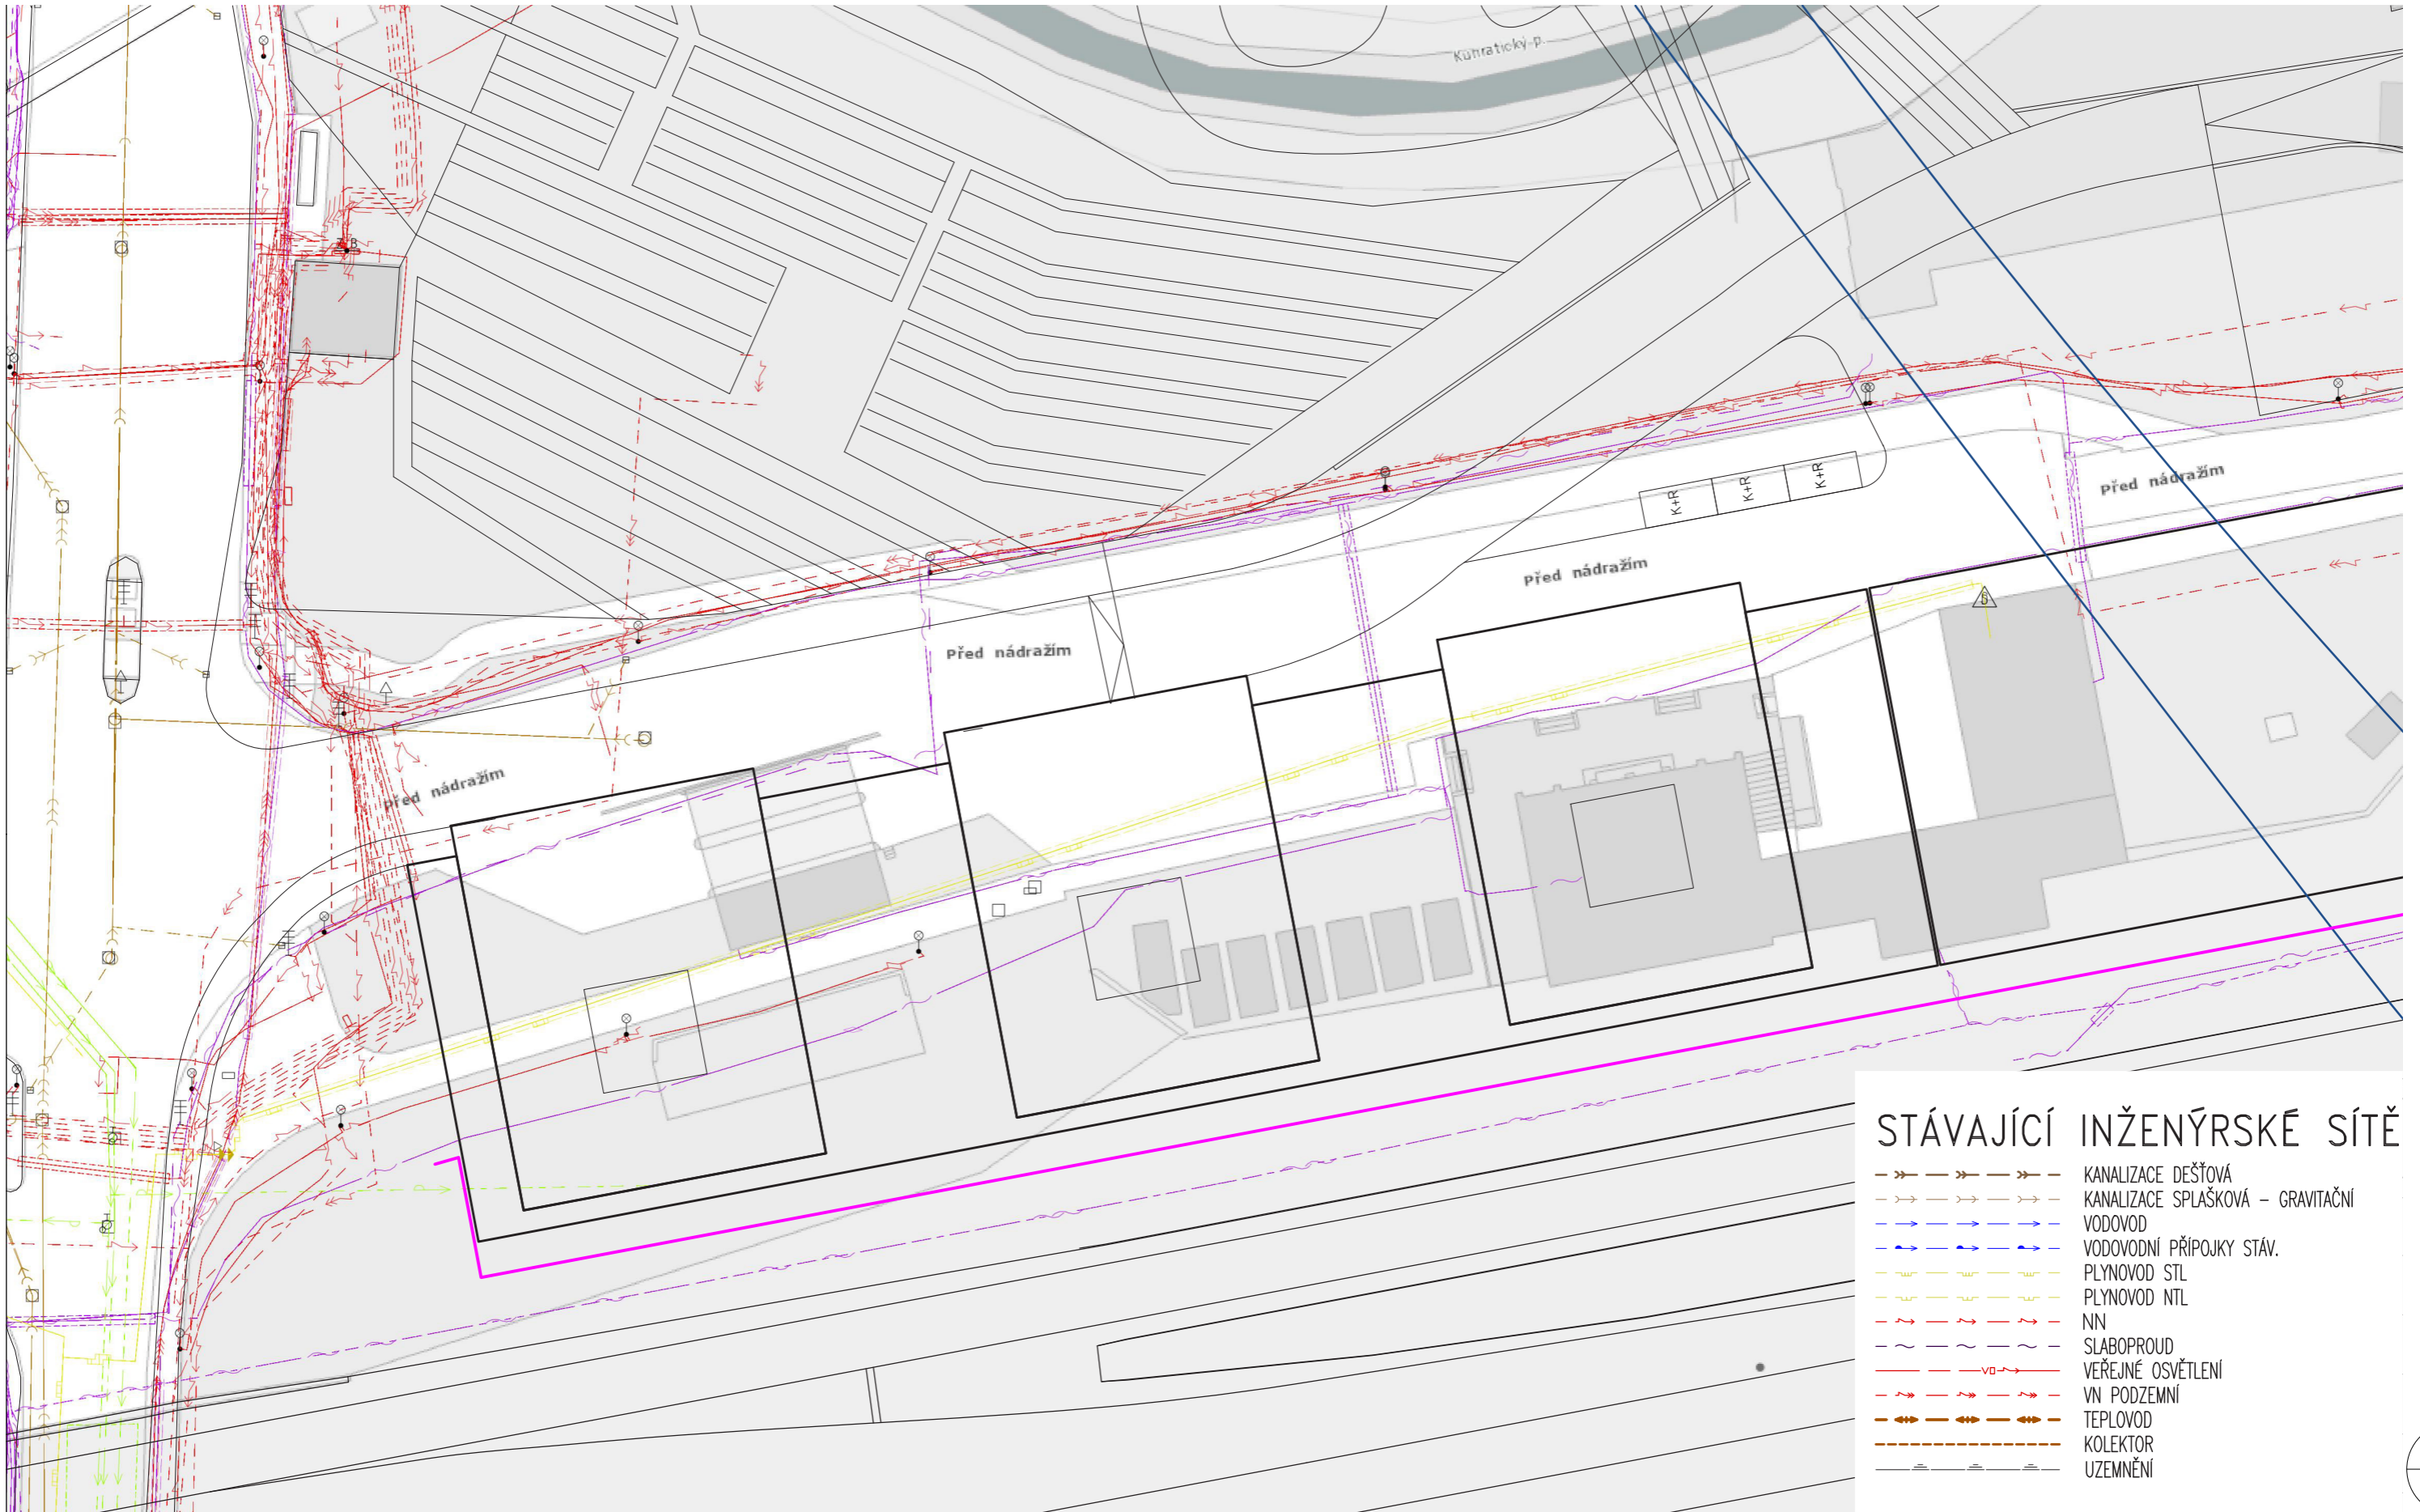 Kunratický p.
B
K+R
K+R
K+R
Před nádražím
Před nádražím
Před nádražím
Před nádražím
STÁVAJÍCÍ INŽENÝRSKÉ SÍTĚ
KANALIZACE DEŠŤOVÁ
KANALIZACE SPLAŠKOVÁ – GRAVITAČNÍ
VODOVOD
VODOVODNÍ PŘÍPOJKY STÁV.
PLYNOVOD STL
PLYNOVOD NTL
NN
SLABOPROUD
VO
VEŘEJNÉ OSVĚTLENÍ
VN PODZEMNÍ
TEPLOVOD
KOLEKTOR
UZEMNĚNÍ